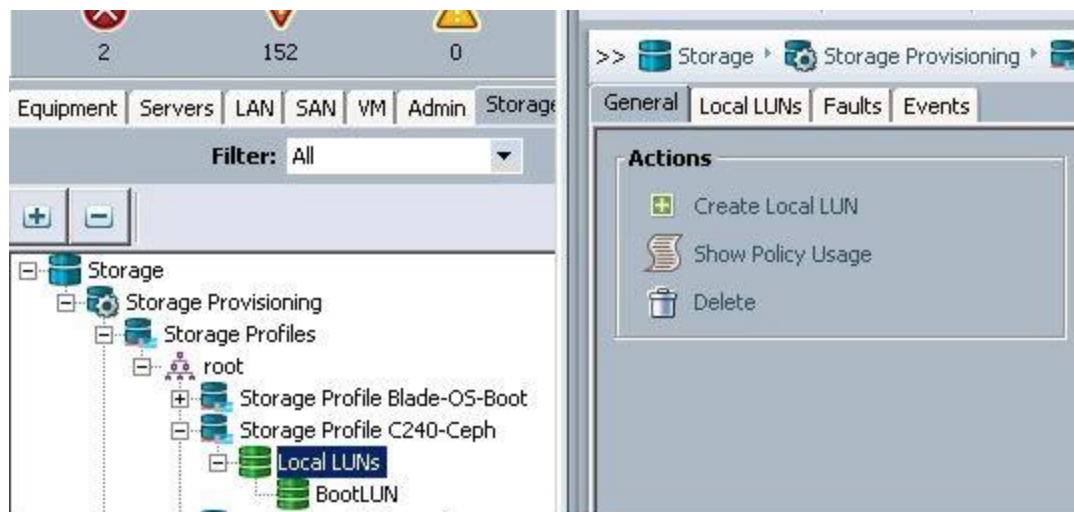 2 152 0
Equipment Servers LAN SAN VM Admin Storage
Filter: All
Storage
Storage Provisioning
Storage Profiles
root
Storage Profile Blade-OS-Boot
Storage Profile C240-Ceph
Local LUNs
BootLUN
>> Storage Storage Provisioning
General Local LUNs Faults Events
Actions
Create Local LUN
Show Policy Usage
Delete